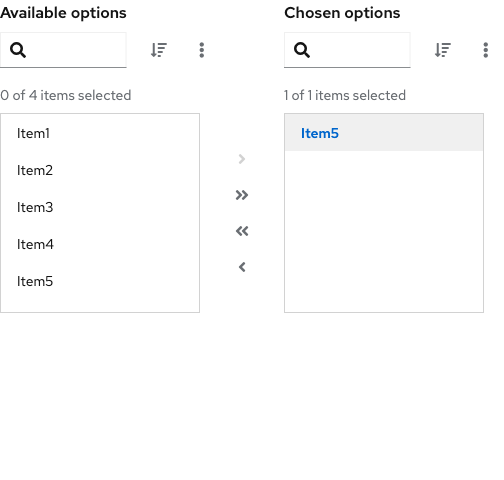 Available options
0 of 4 items selected
Item1
Item2
Item3
Item4
Item5
Chosen options
1 of 1 items selected
Item5